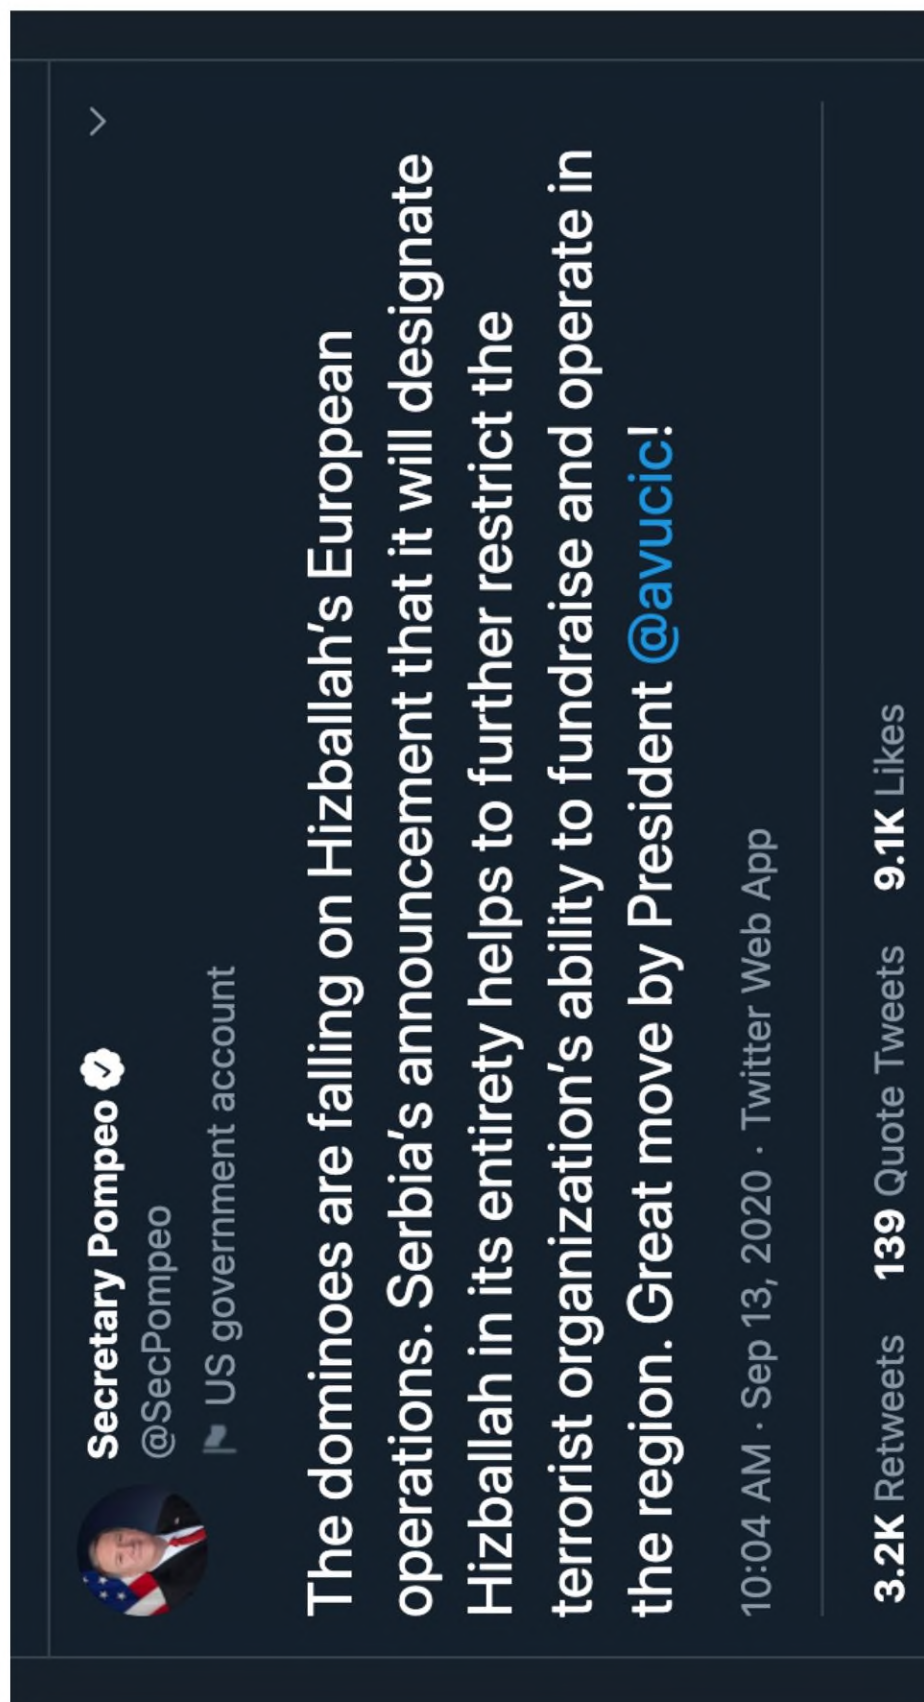 Secretary Pompeo
@SecPompeo
US government account
The dominoes are falling on Hizballah's European
operations. Serbia's announcement that it will designate
Hizballah in its entirety helps to further restrict the
terrorist organization's ability to fundraise and operate in
the region. Great move by President @avucic!
10:04 AM · Sep 13, 2020 · Twitter Web App
3.2K Retweets 139 Quote Tweets 9.1K Likes